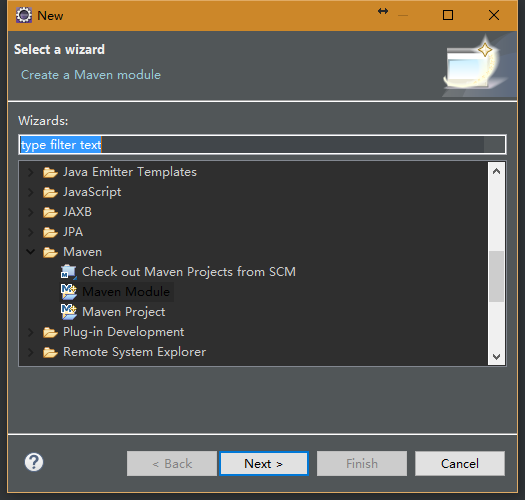 New
Select a wizard
Create a Maven module
Wizards:
type filter text
Java Emitter Templates
JavaScript
JAXB
JPA
Maven
Check out Maven Projects from SCM
Maven Module
Maven Project
Plug-in Development
Remote System Explorer
? < Back Next > Finish Cancel